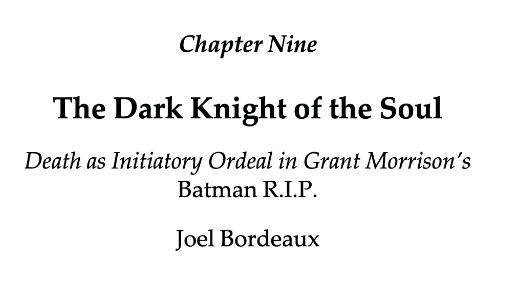 Chapter Nine
The Dark Knight of the Soul
Death as Initiatory Ordeal in Grant Morrison's
Batman R.I.P.
Joel Bordeaux